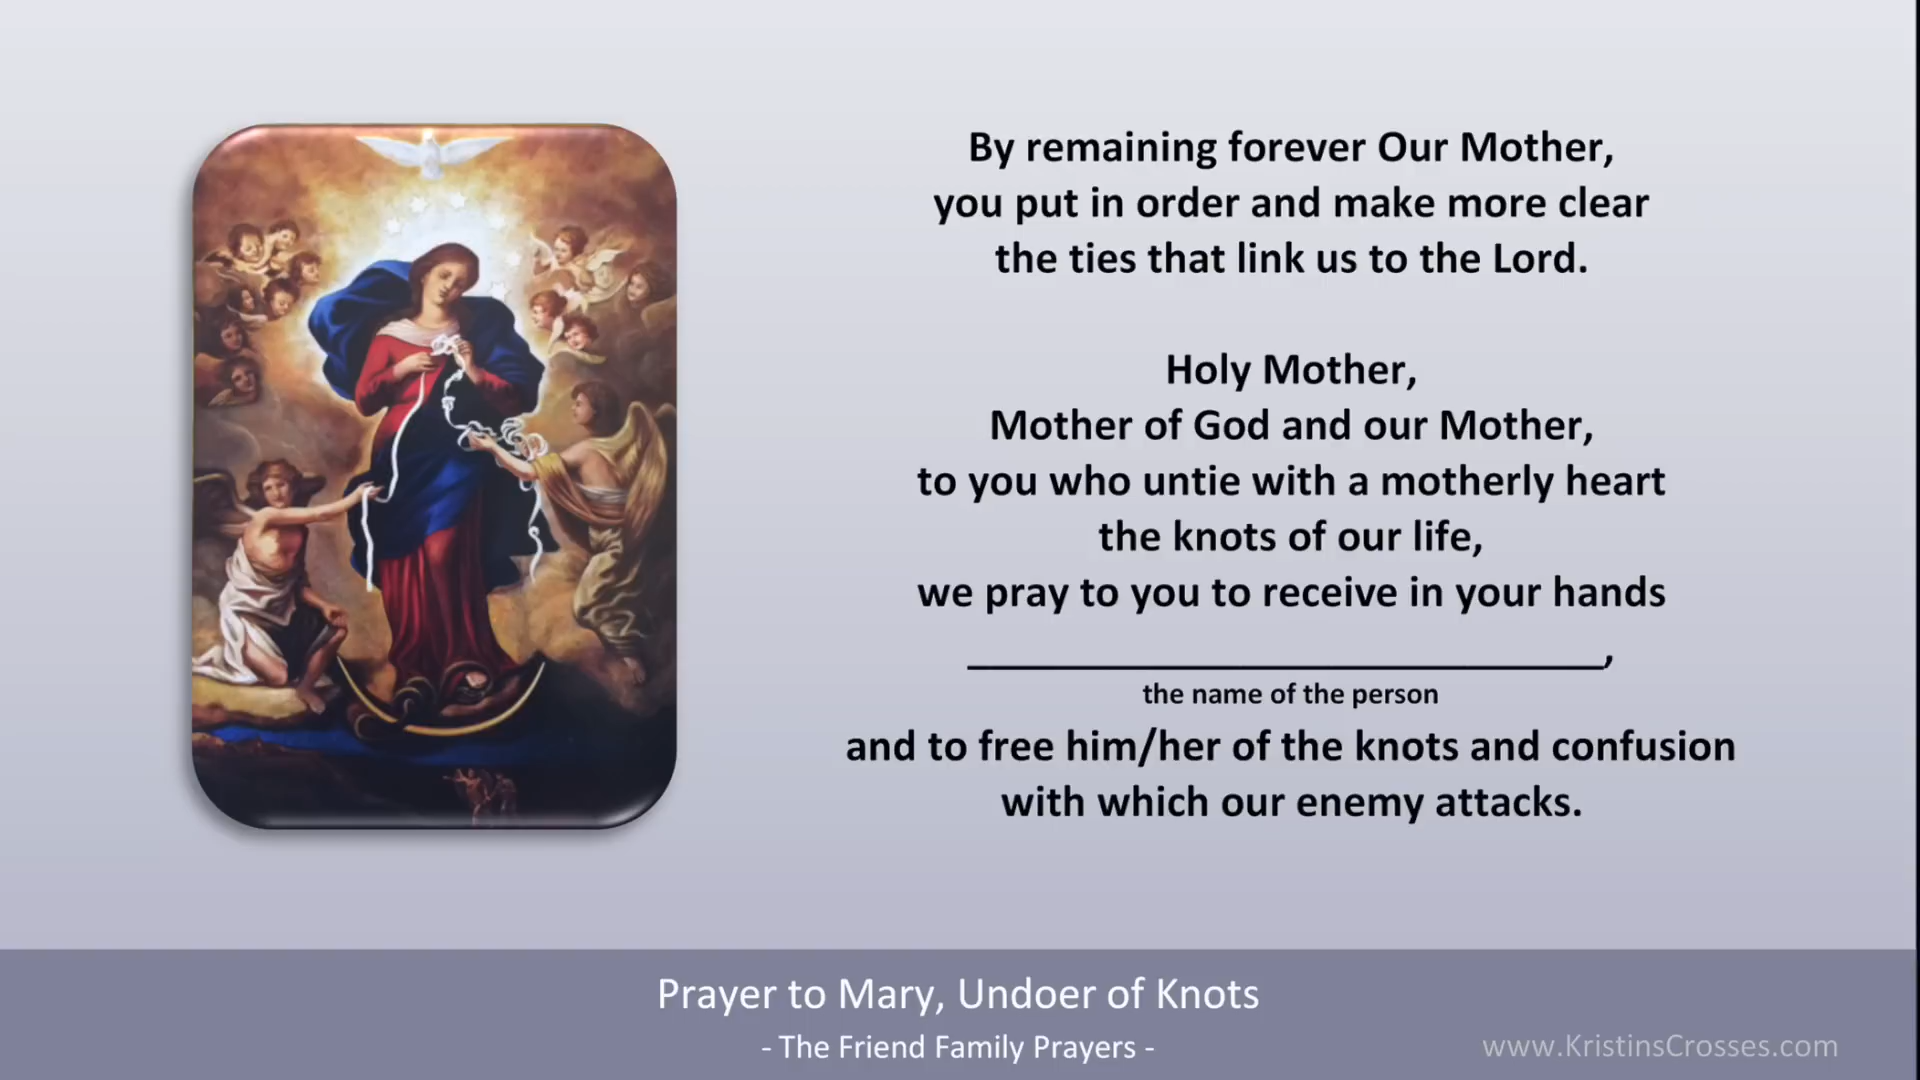 By remaining forever Our Mother,
you put in order and make more clear
the ties that link us to the Lord.
Holy Mother,
Mother of God and our Mother,
to you who untie with a motherly heart
the knots of our life,
we pray to you to receive in your hands
______________________________,
the name of the person
and to free him/her of the knots and confusion
with which our enemy attacks.
Prayer to Mary, Undoer of Knots
- The Friend Family Prayers -
www.KristinsCrosses.com